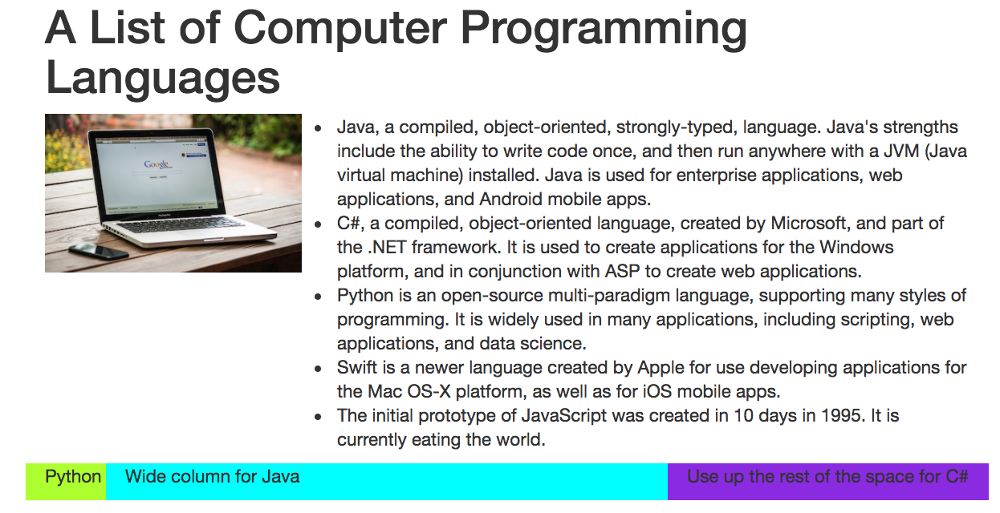 A List of Computer Programming
Languages
Google
Java, a compiled, object-oriented, strongly-typed, language. Java's strengths
include the ability to write code once, and then run anywhere with a JVM (Java
virtual machine) installed. Java is used for enterprise applications, web
applications, and Android mobile apps.
C#, a compiled, object-oriented language, created by Microsoft, and part of
the .NET framework. It is used to create applications for the Windows
platform, and in conjunction with ASP to create web applications.
Python is an open-source multi-paradigm language, supporting many styles of
programming. It is widely used in many applications, including scripting, web
applications, and data science.
Swift is a newer language created by Apple for use developing applications for
the Mac OS-X platform, as well as for iOS mobile apps.
The initial prototype of JavaScript was created in 10 days in 1995. It is
currently eating the world.
Python
Wide column for Java
Use up the rest of the space for C#